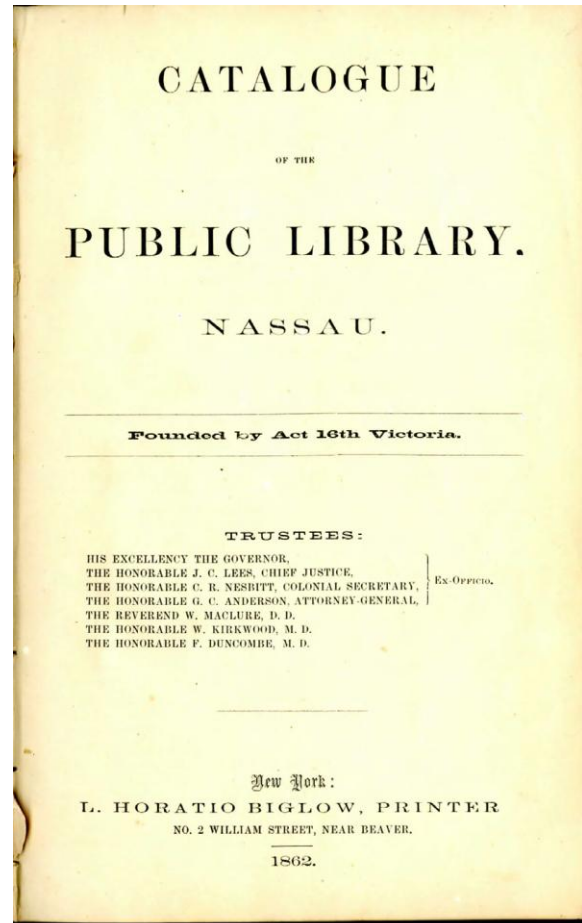 CATALOGUE
OF THE
PUBLIC LIBRARY.
NASSAU.
Founded by Act 16th Victoria.
TRUSTEES:
HIS EXCELLENCY THE GOVERNOR,
THE HONORABLE J. C. LEES, CHIEF JUSTICE,
THE HONORABLE C. R. NESBITT, COLONIAL SECRETARY,
THE HONORABLE G. C. ANDERSON, ATTORNEY-GENERAL,
Ex-Officio.
THE REVEREND W. MACLURE, D. D.
THE HONORABLE W. KIRKWOOD, M. D.
THE HONORABLE F. DUNCOMBE, M. D.
New York:
L. HORATIO BIGLOW, PRINTER
NO. 2 WILLIAM STREET, NEAR BEAVER.
1862.